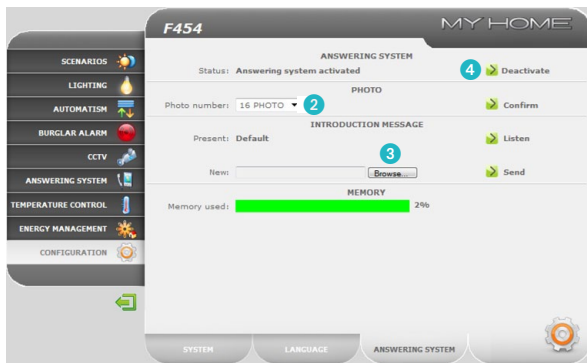 F454
MY HOME
SCENARIOS
LIGHTING
AUTOMATISM
BURGLAR ALARM
CCTV
ANSWERING SYSTEM
TEMPERATURE CONTROL
ENERGY MANAGEMENT
CONFIGURATION
ANSWERING SYSTEM
Status: Answering system activated 4 Deactivate
PHOTO
Photo number: 16 PHOTO 2 Confirm
INTRODUCTION MESSAGE
Present: Default Listen
3
New: Browse... Send
MEMORY
Memory used: 2%
SYSTEM LANGUAGE ANSWERING SYSTEM